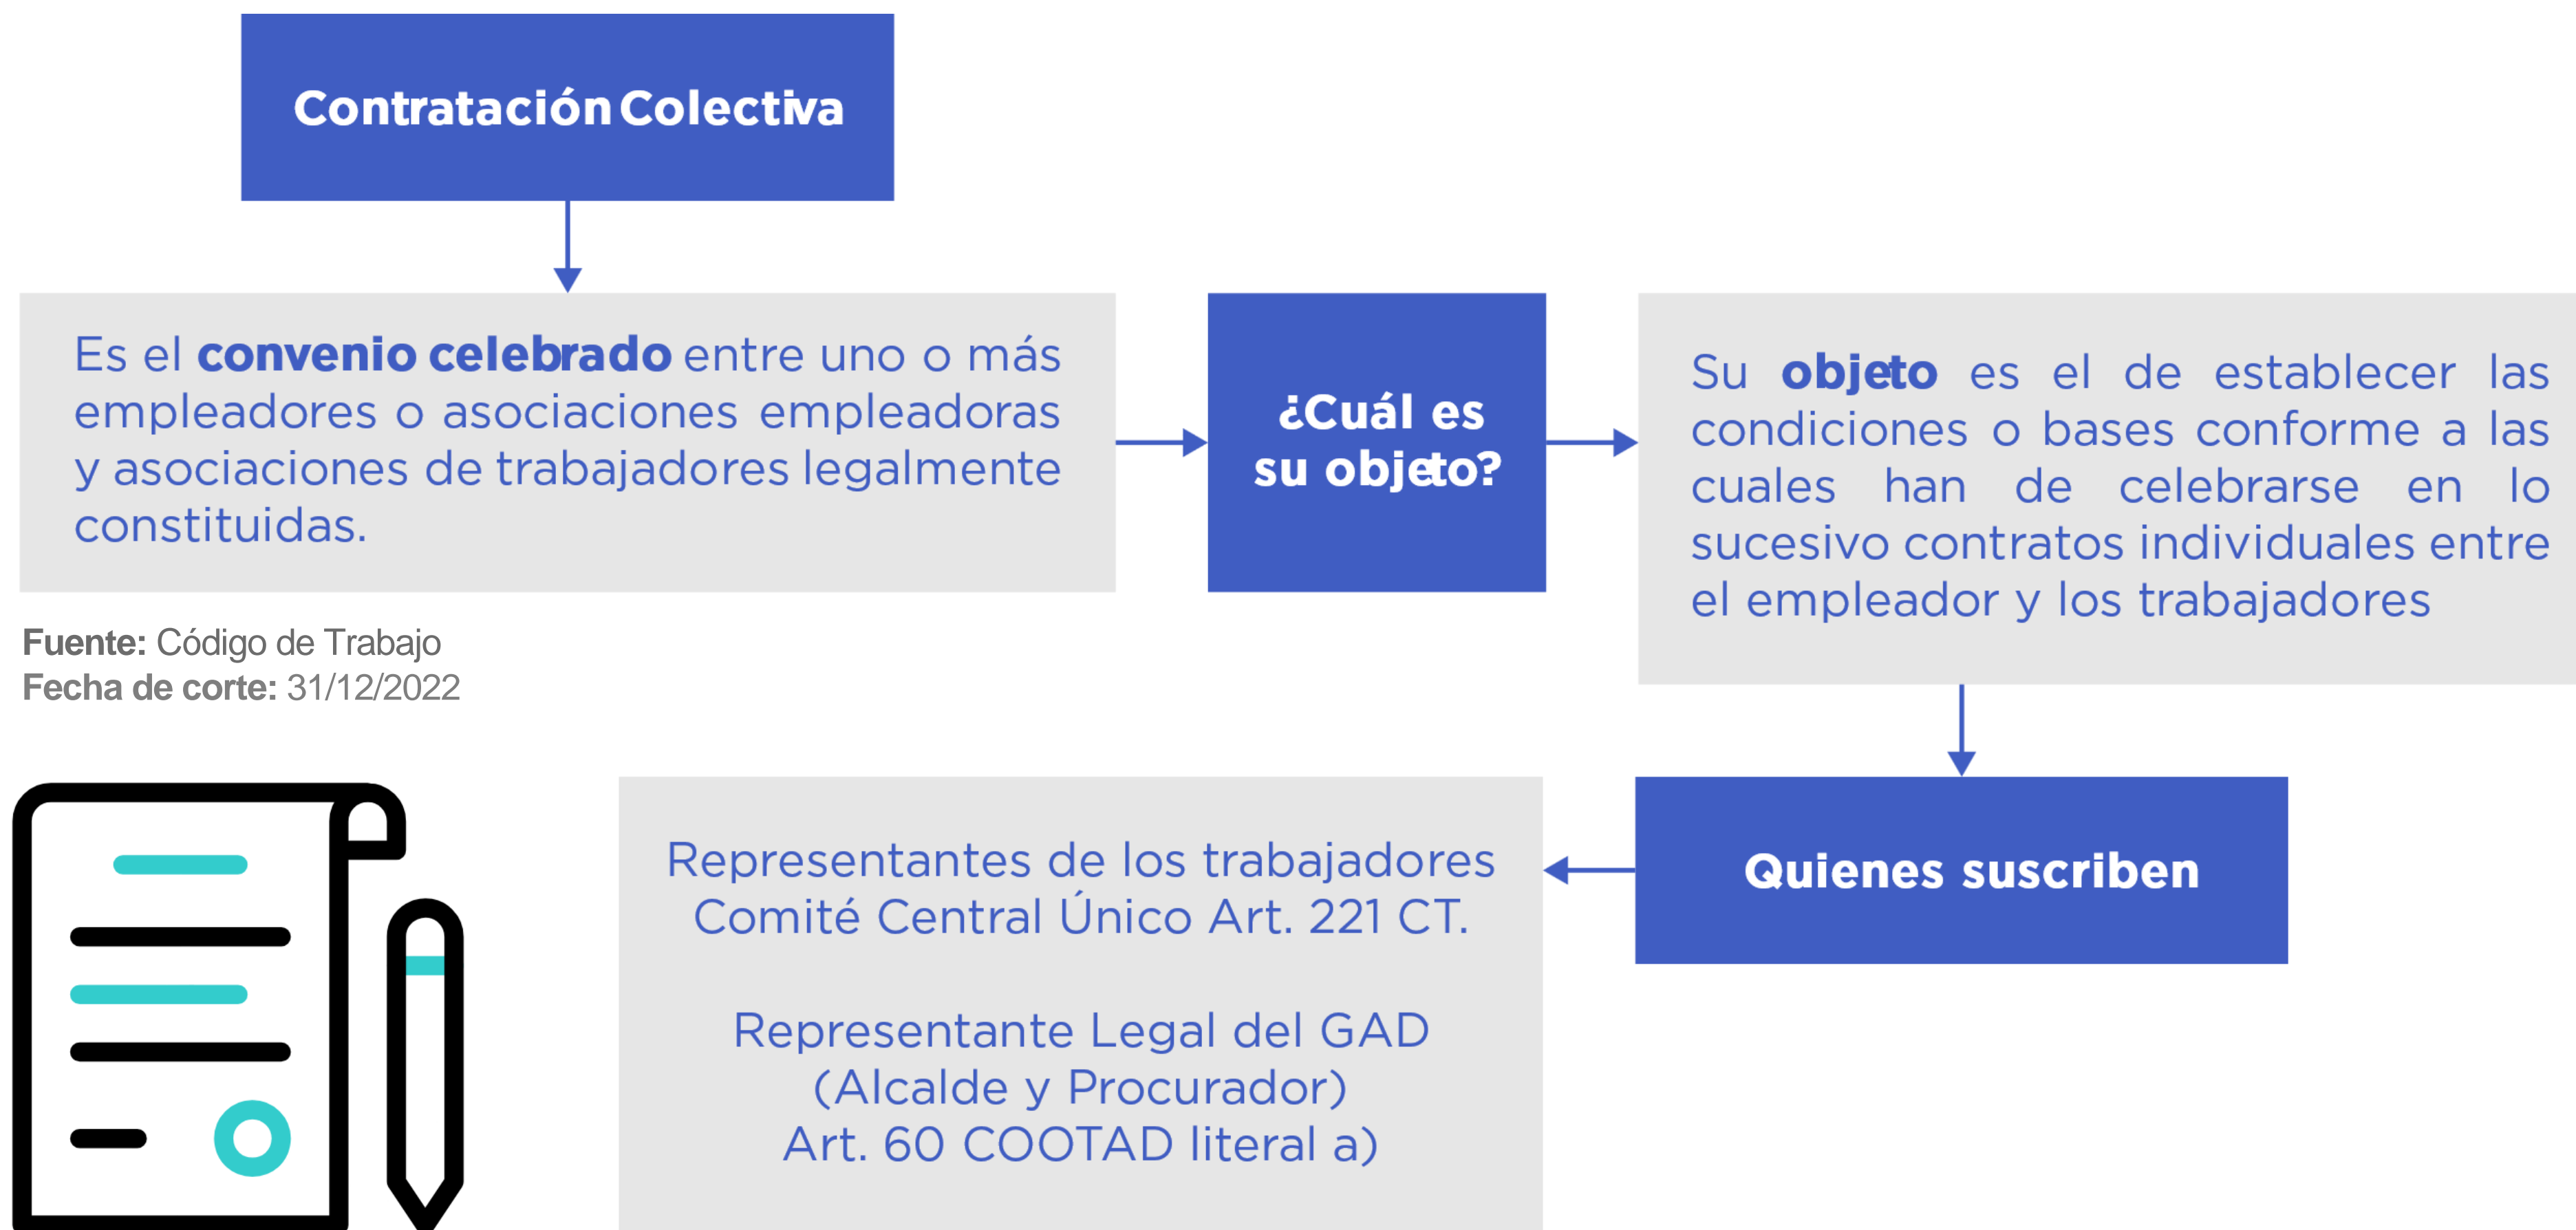 Contratación Colectiva
Es el convenio celebrado entre uno o más
empleadores o asociaciones empleadoras
y asociaciones de trabajadores legalmente
constituidas.
¿Cuál es
su objeto?
Su objeto es el de establecer las
condiciones o bases conforme a las
cuales han de celebrarse en lo
sucesivo contratos individuales entre
el empleador y los trabajadores
Fuente: Código de Trabajo
Fecha de corte: 31/12/2022
Quienes suscriben
Representantes de los trabajadores
Comité Central Único Art. 221 CT.
Representante Legal del GAD
(Alcalde y Procurador)
Art. 60 COOTAD literal a)